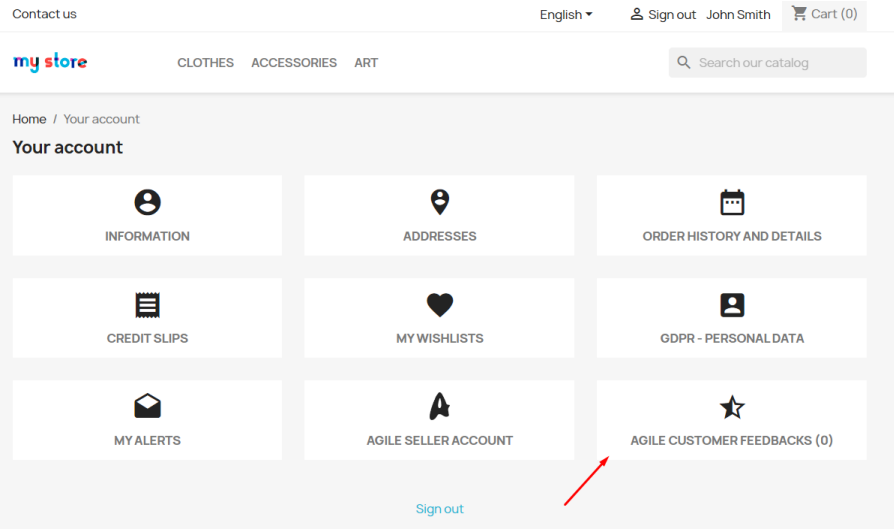 Contact us English Sign out John Smith Cart (0)
my store CLOTHES ACCESSORIES ART Search our catalog
Home / Your account
Your account
INFORMATION ADDRESSES ORDER HISTORY AND DETAILS
CREDIT SLIPS MY WISHLISTS GDPR - PERSONAL DATA
MY ALERTS AGILE SELLER ACCOUNT AGILE CUSTOMER FEEDBACKS (0)
Sign out